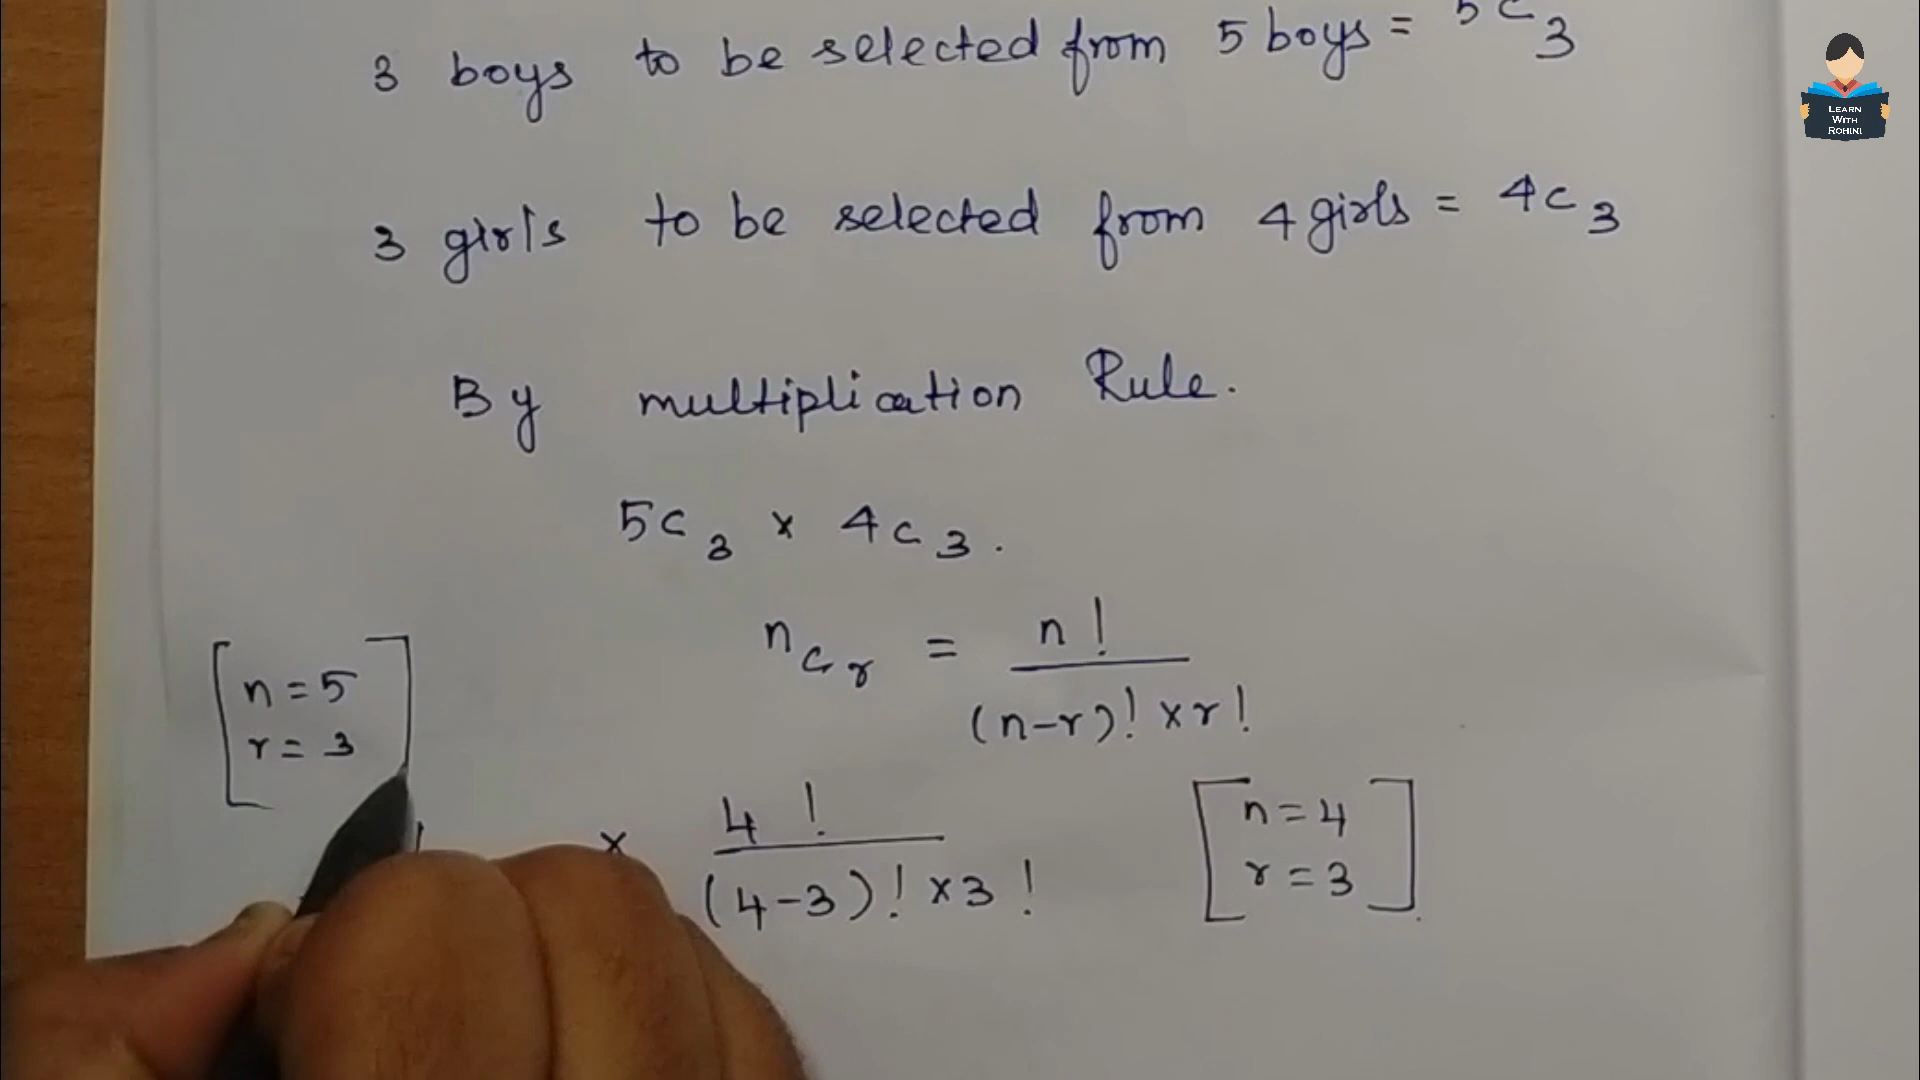 3 boys to be selected from 5 boys = 5C3
3 girls to be selected from 4 girls = 4C3
By multiplication Rule.
5C3 × 4C3.
nCr = n!
(n-r)! × r!
n = 5
r = 3
× 4!
(4-3)! × 3!
n = 4
r = 3
LEARN
WITH
ROHINI